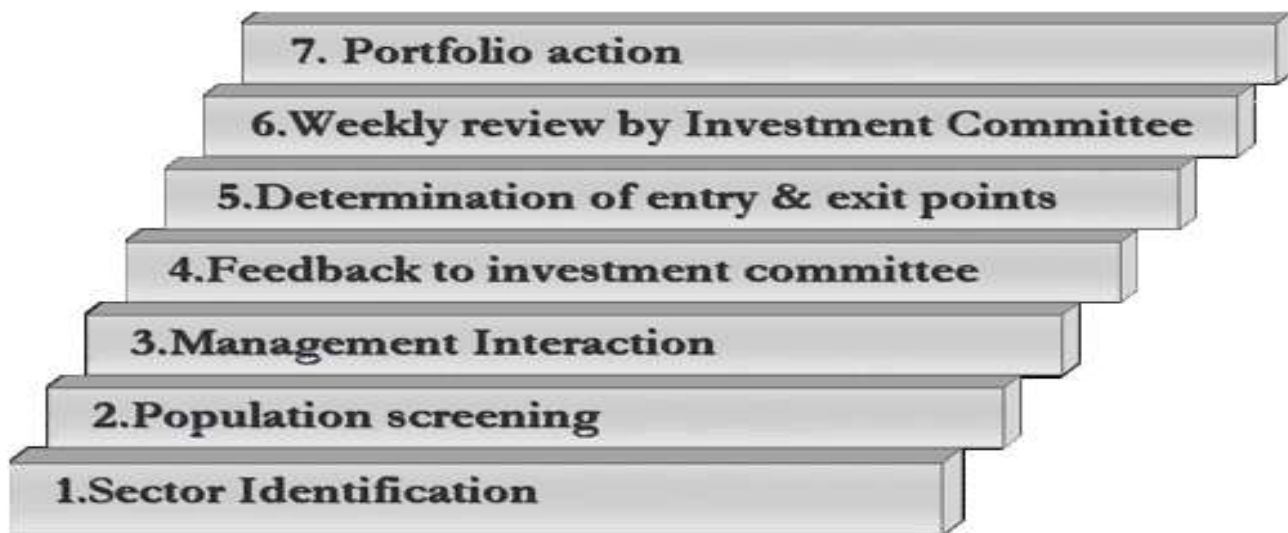 7. Portfolio action
6.Weekly review by Investment Committee
5.Determination of entry & exit points
4.Feedback to investment committee
3.Management Interaction
2.Population screening
1.Sector Identification